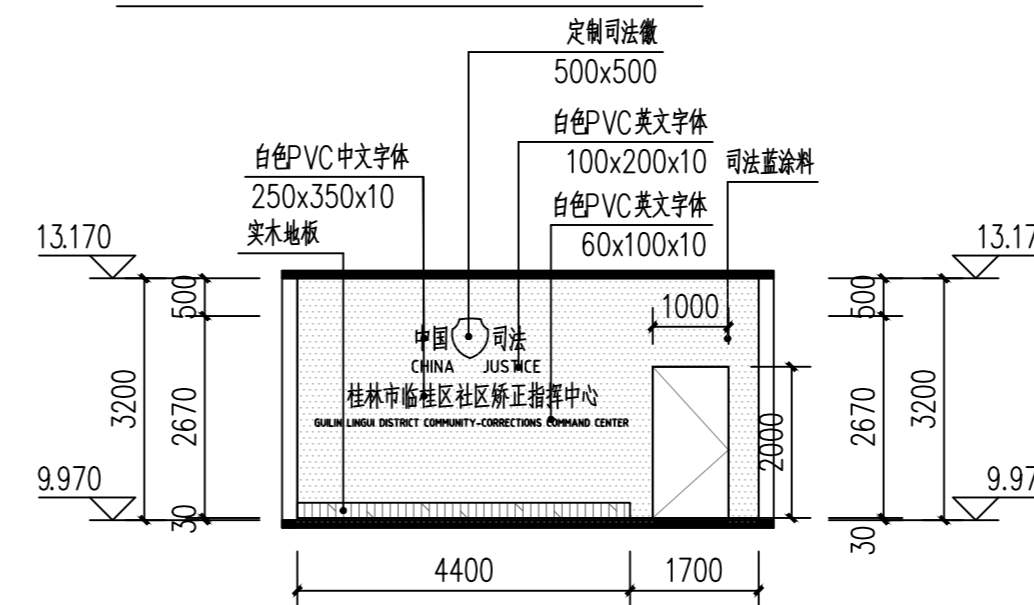 定制司法徽
500x500
白色PVC英文字体
100x200x10
白色PVC中文字体
250x350x10
司法蓝涂料
白色PVC英文字体
60x100x10
实木地板
13.170
13.17
500
500
1000
中国 司法
CHINA JUSTICE
桂林市临桂区社区矫正指挥中心
GUILIN LINGUI DISTRICT COMMUNITY-CORRECTIONS COMMAND CENTER
3200
2670
2000
2670
3200
9.970
9.97
30
30
4400
1700